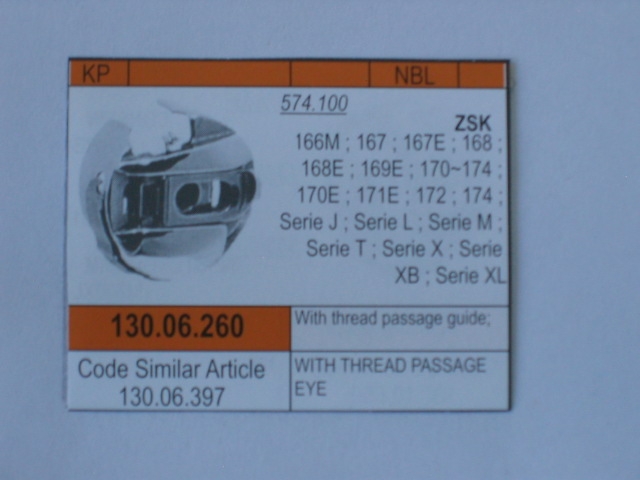 KP NBL
574.100
ZSK
166M ; 167 ; 167E ; 168 ;
168E ; 169E ; 170~174 ;
170E ; 171E ; 172 ; 174 ;
Serie J ; Serie L ; Serie M ;
Serie T ; Serie X ; Serie
XB ; Serie XL
130.06.260
With thread passage guide;
Code Similar Article
130.06.397
WITH THREAD PASSAGE
EYE